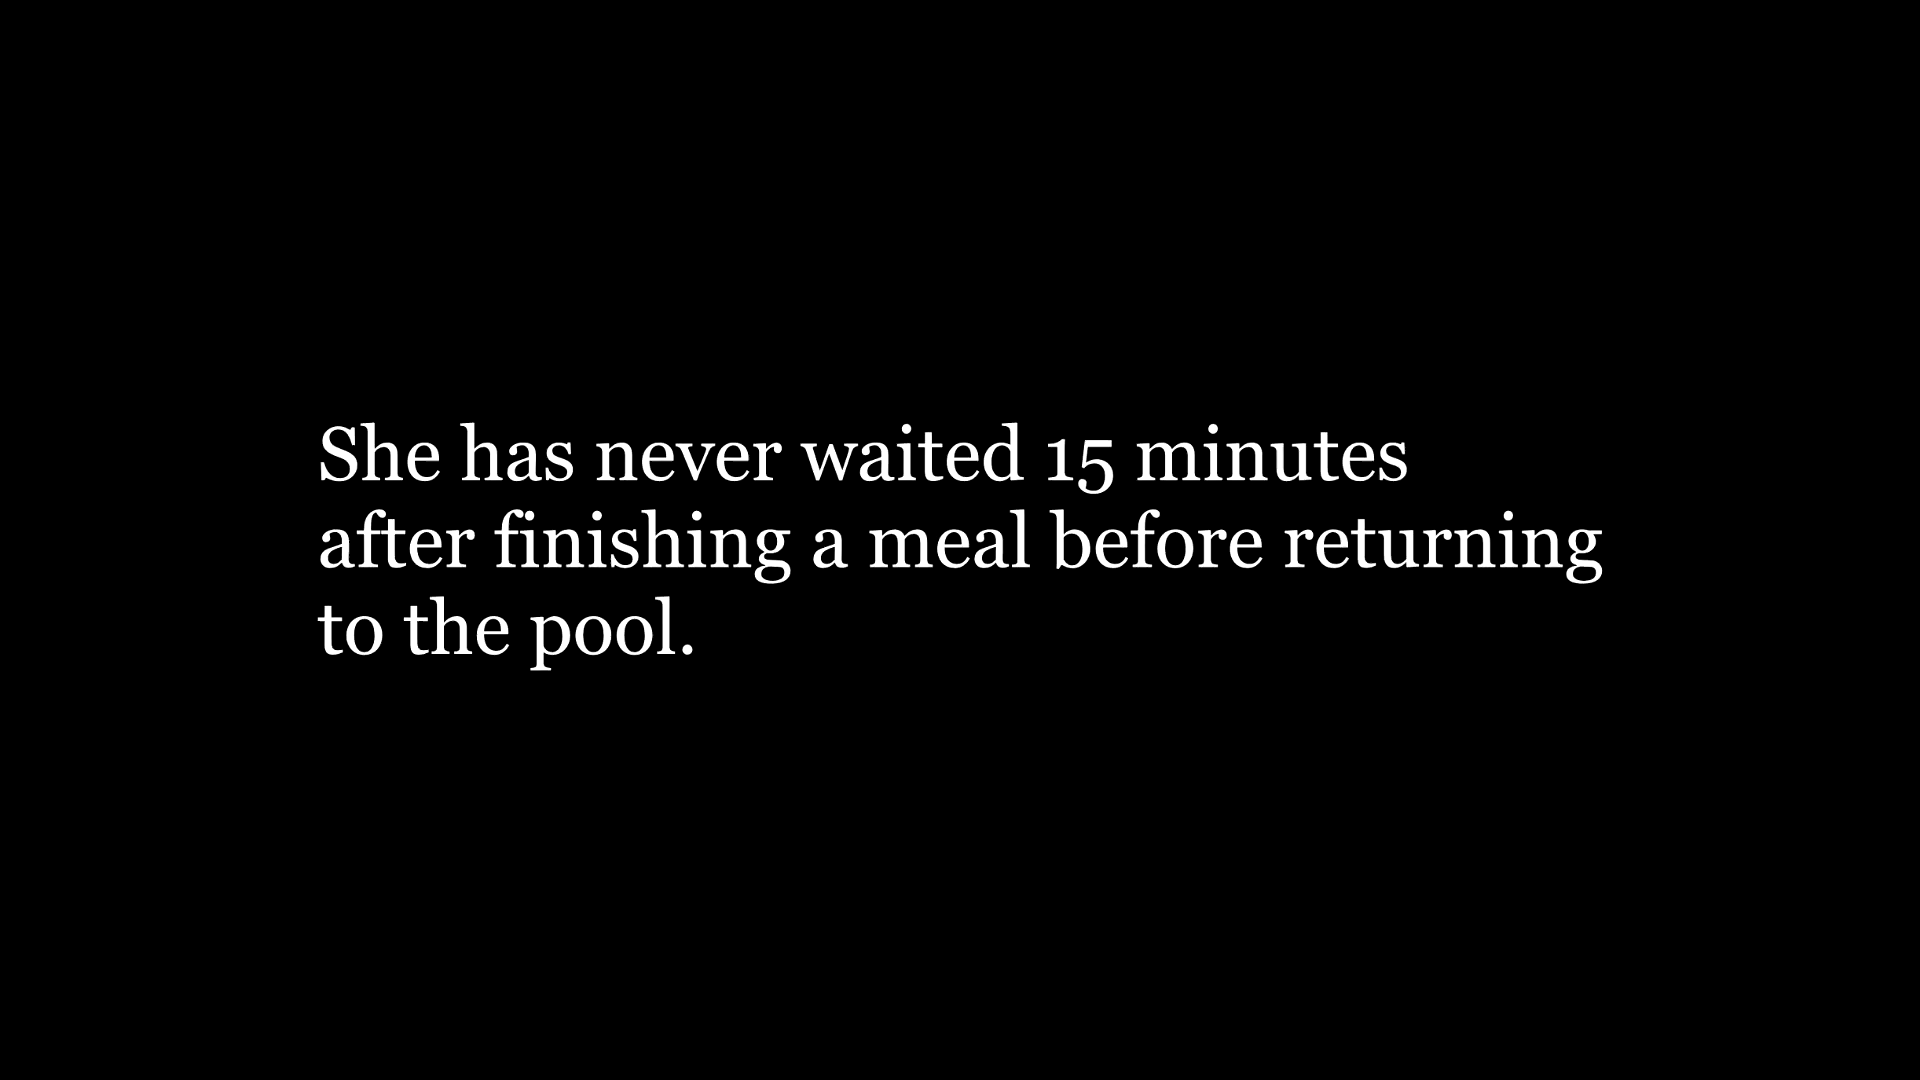 She has never waited 15 minutes
after finishing a meal before returning
to the pool.